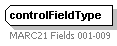 controlFieldType
MARC21 Fields 001-009